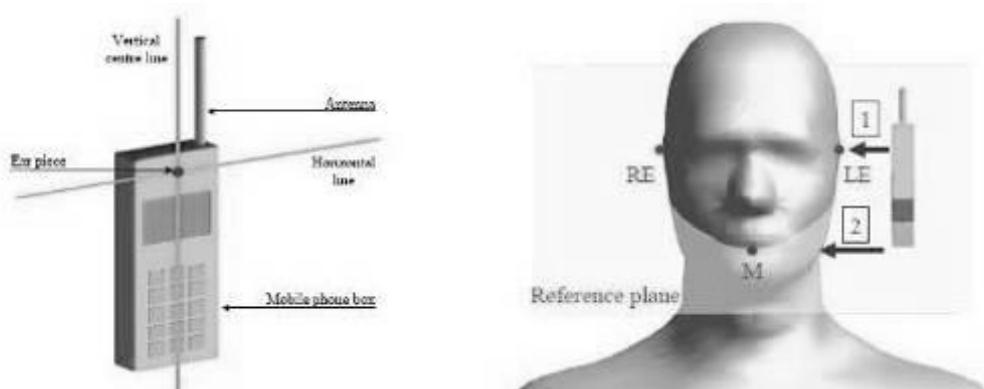 Vertical
centre line
Antenna
Ear piece
Horizontal
line
Mobile phone box
1
RE
LE
2
M
Reference plane